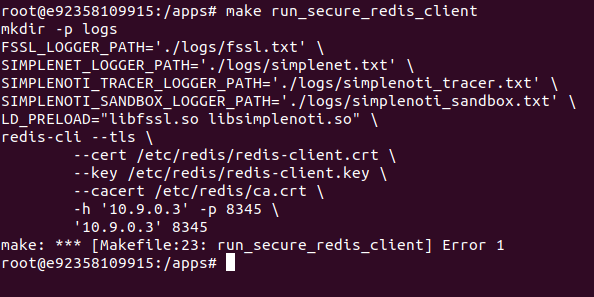 root@e92358109915:/apps# make run_secure_redis_client
mkdir -p logs
FSSL_LOGGER_PATH='./logs/fssl.txt' \
SIMPLENET_LOGGER_PATH='./logs/simplenet.txt' \
SIMPLENOTI_TRACER_LOGGER_PATH='./logs/simplenoti_tracer.txt' \
SIMPLENOTI_SANDBOX_LOGGER_PATH='./logs/simplenoti_sandbox.txt' \
LD_PRELOAD="libfssl.so libsimplenoti.so" \
redis-cli --tls \
        --cert /etc/redis/redis-client.crt \
        --key /etc/redis/redis-client.key \
        --cacert /etc/redis/ca.crt \
        -h '10.9.0.3' -p 8345 \
        '10.9.0.3' 8345
make: *** [Makefile:23: run_secure_redis_client] Error 1
root@e92358109915:/apps#